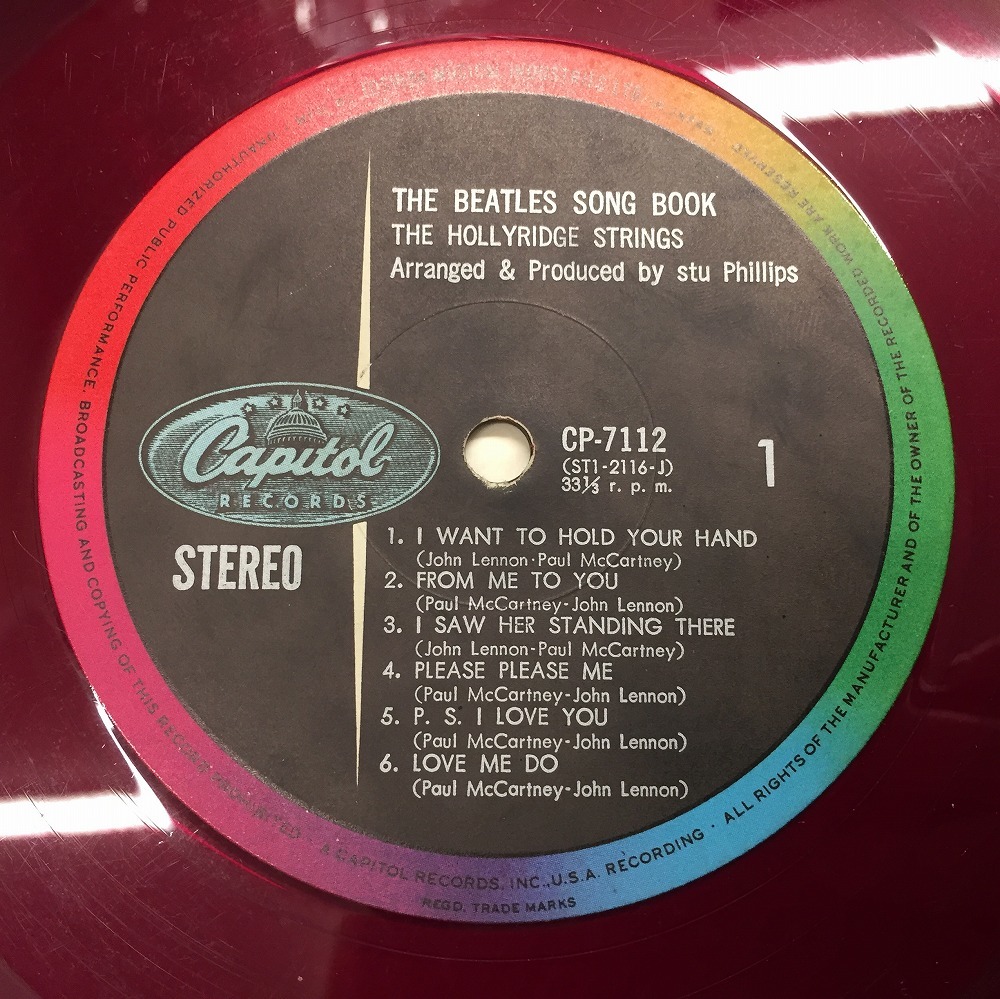 THE BEATLES SONG BOOK
THE HOLLYRIDGE STRINGS
Arranged & Produced by stu Phillips
Capitol
RECORDS
STEREO
CP-7112
(ST1-2116-J)
33⅓ r. p. m.
1
1. I WANT TO HOLD YOUR HAND
(John Lennon·Paul McCartney)
2. FROM ME TO YOU
(Paul McCartney-John Lennon)
3. I SAW HER STANDING THERE
(John Lennon-Paul McCartney)
4. PLEASE PLEASE ME
(Paul McCartney-John Lennon)
5. P. S. I LOVE YOU
(Paul McCartney-John Lennon)
6. LOVE ME DO
(Paul McCartney-John Lennon)
ALL RIGHTS OF THE MANUFACTURER AND OF THE OWNER OF THE RECORDED WORK ARE RESERVED
UNAUTHORIZED PUBLIC PERFORMANCE, BROADCASTING AND COPYING OF THIS RECORD PROHIBITED · A CAPITOL RECORDS, INC., U.S.A. RECORDING ·
REGD. TRADE MARKS